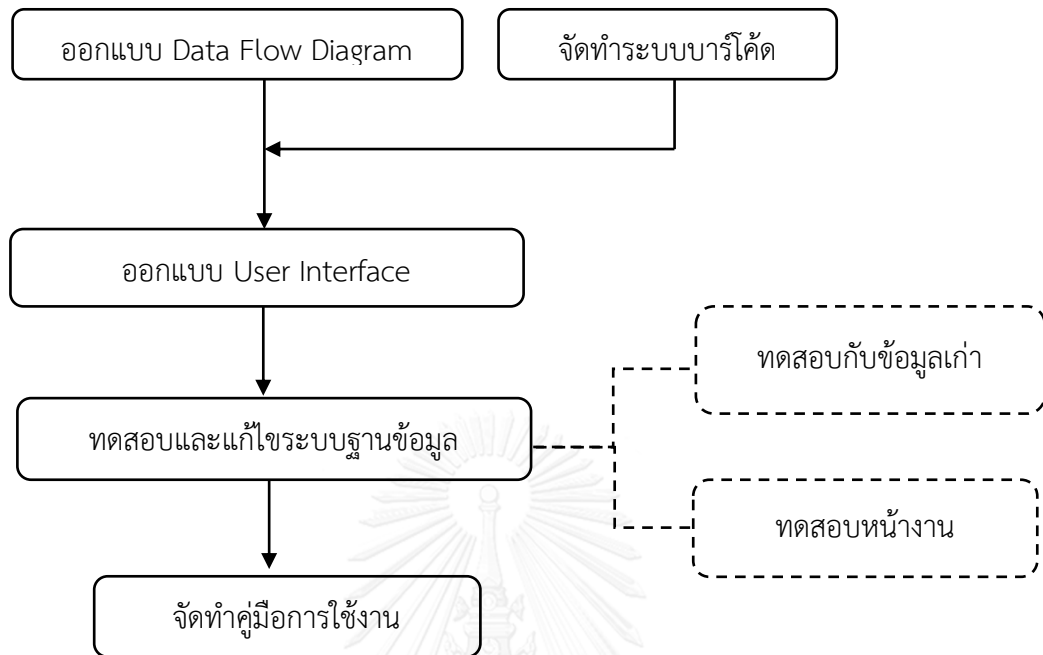 ออกแบบ Data Flow Diagram
จัดทำระบบบาร์โค้ด
ออกแบบ User Interface
ทดสอบกับข้อมูลเก่า
ทดสอบและแก้ไขระบบฐานข้อมูล
ทดสอบหน้างาน
จัดทำคู่มือการใช้งาน